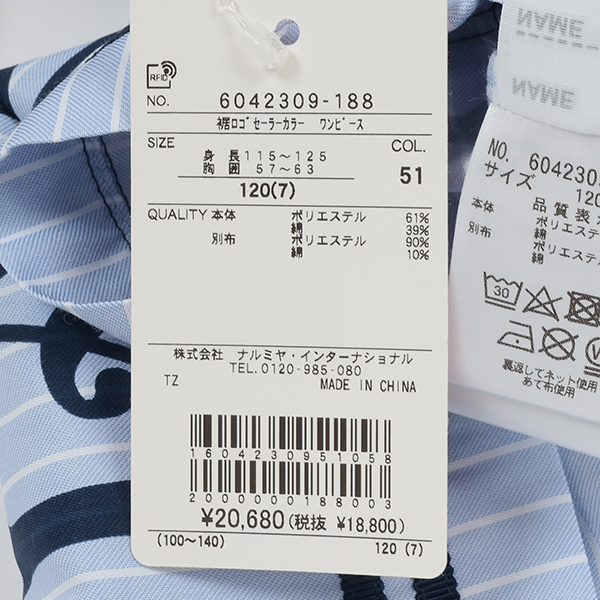 RFID
NO. 6042309-188
裾ロゴセーラーカラー ワンピース
SIZE COL.
身 長 115～125
胸 囲 57～63
51
120(7)
QUALITY 本体 ポリエステル 61%
綿 39%
別布 ポリエステル 90%
綿 10%
株式会社 ナルミヤ・インターナショナル
TEL.0120-985-080
TZ MADE IN CHINA
1604230951058
2000000188003
¥20,680(税抜 ¥18,800)
(100~140) 120 (7)
NAME
NAME
NO. 604230
サイズ 120
品質表
本体 ポリエス
綿
別布 ポリエス
綿
30
裏返してネット使用
あて布使用